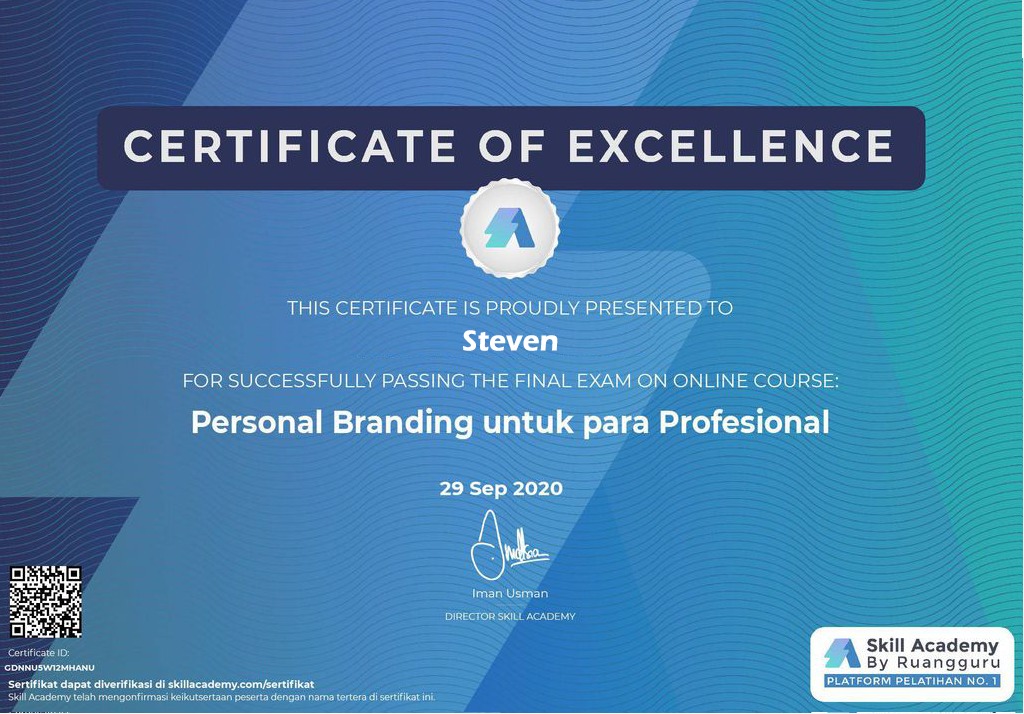 CERTIFICATE OF EXCELLENCE
THIS CERTIFICATE IS PROUDLY PRESENTED TO
Steven
FOR SUCCESSFULLY PASSING THE FINAL EXAM ON ONLINE COURSE:
Personal Branding untuk para Profesional
29 Sep 2020
Iman Usman
DIRECTOR SKILL ACADEMY
Certificate ID:
GDNNU5W12MHANU
Sertifikat dapat diverifikasi di skillacademy.com/sertifikat
Skill Academy telah mengonfirmasi keikutsertaan peserta dengan nama tertera di sertifikat ini.
Skill Academy
By Ruangguru
PLATFORM PELATIHAN NO. 1